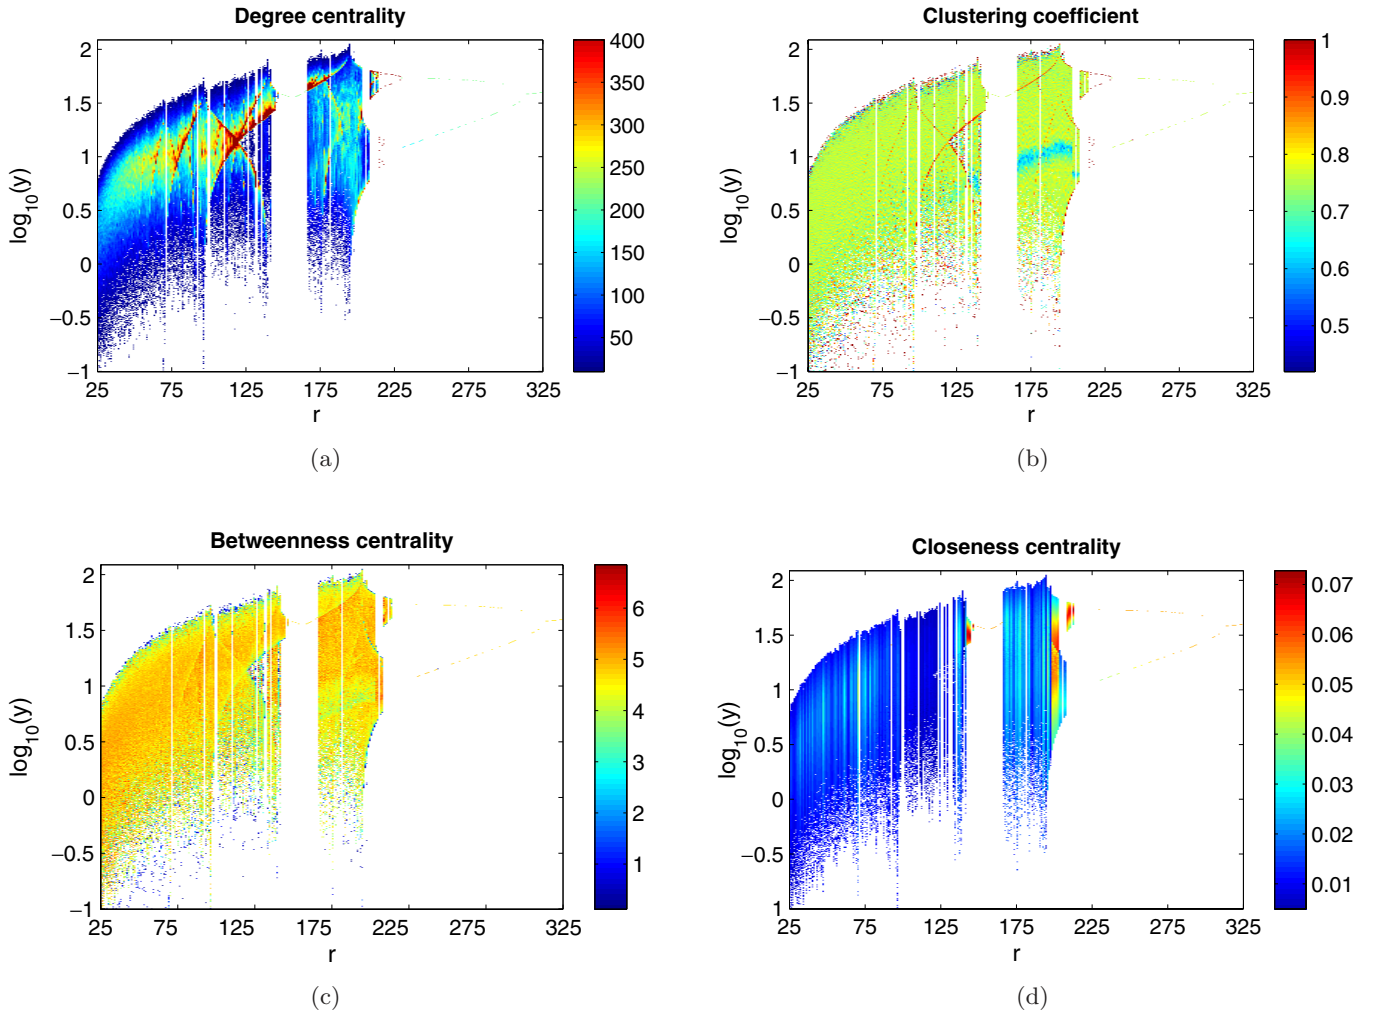 Degree centrality
Clustering coefficient
2
1.5
1
0.5
0
−0.5
−1
log10(y)
25 75 125 175 225 275 325
r
400
350
300
250
200
150
100
50
(a)
2
1.5
1
0.5
0
−0.5
−1
log10(y)
25 75 125 175 225 275 325
r
1
0.9
0.8
0.7
0.6
0.5
(b)
Betweenness centrality
Closeness centrality
2
1.5
1
0.5
0
−0.5
−1
log10(y)
25 75 125 175 225 275 325
r
6
5
4
3
2
1
(c)
2
1.5
1
0.5
0
−0.5
1
log10(y)
25 75 125 175 225 275 325
r
0.07
0.06
0.05
0.04
0.03
0.02
0.01
(d)